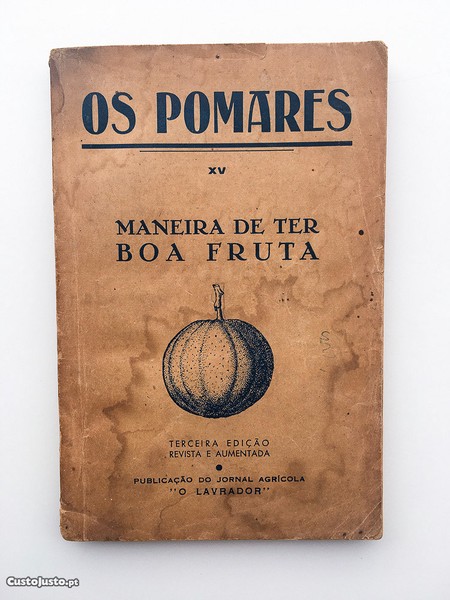 OS POMARES
XV
MANEIRA DE TER
BOA FRUTA
TERCEIRA EDIÇÃO
REVISTA E AUMENTADA
PUBLICAÇÃO DO JORNAL AGRÍCOLA
"O LAVRADOR"
CustoJusto.pt